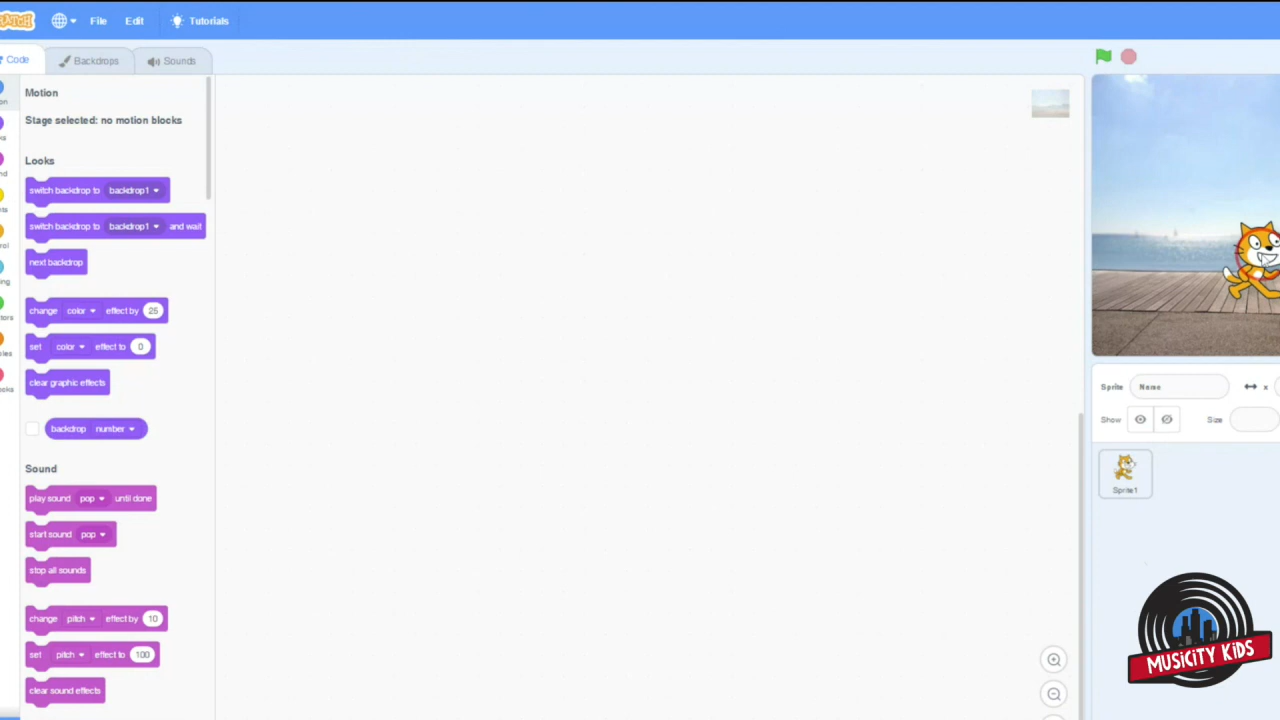 File Edit Tutorials
Code Backdrops Sounds
Motion
Stage selected: no motion blocks
Looks
switch backdrop to backdrop1
switch backdrop to backdrop1 and wait
next backdrop
change color effect by 25
set color effect to 0
clear graphic effects
backdrop number
Sound
play sound pop until done
start sound pop
stop all sounds
change pitch effect by 10
set pitch effect to 100
clear sound effects
Sprite Name x
Show Size
Sprite1
MUSICITY KIDS